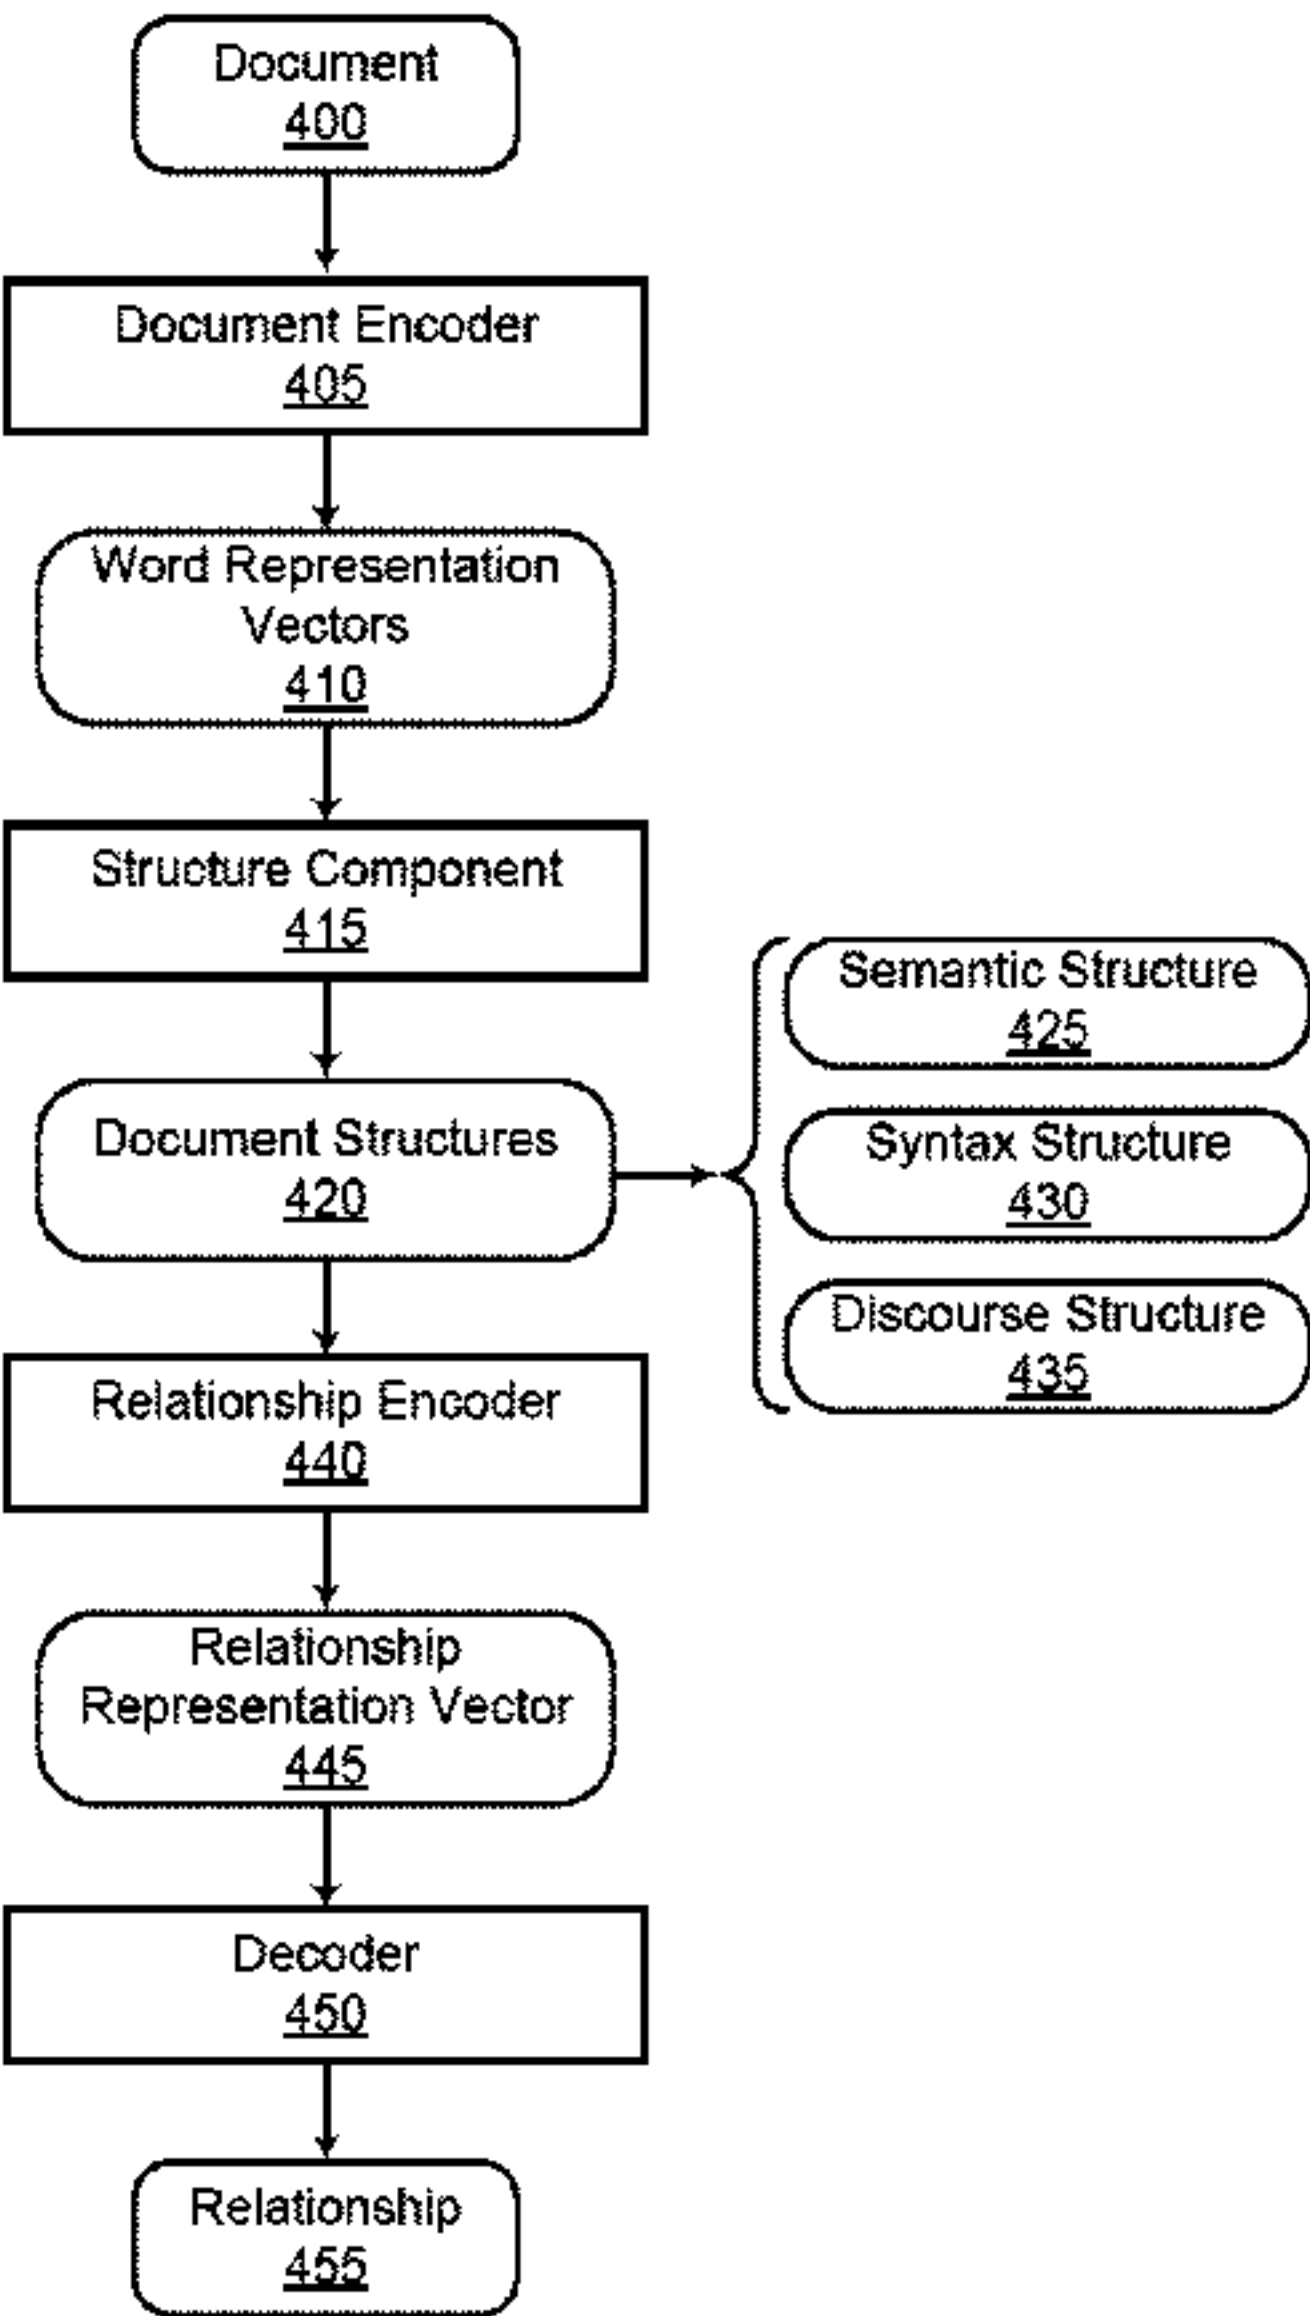 Document
400
Document Encoder
405
Word Representation
Vectors
410
Structure Component
415
Document Structures
420
Semantic Structure
425
Syntax Structure
430
Discourse Structure
435
Relationship Encoder
440
Relationship
Representation Vector
445
Decoder
450
Relationship
455